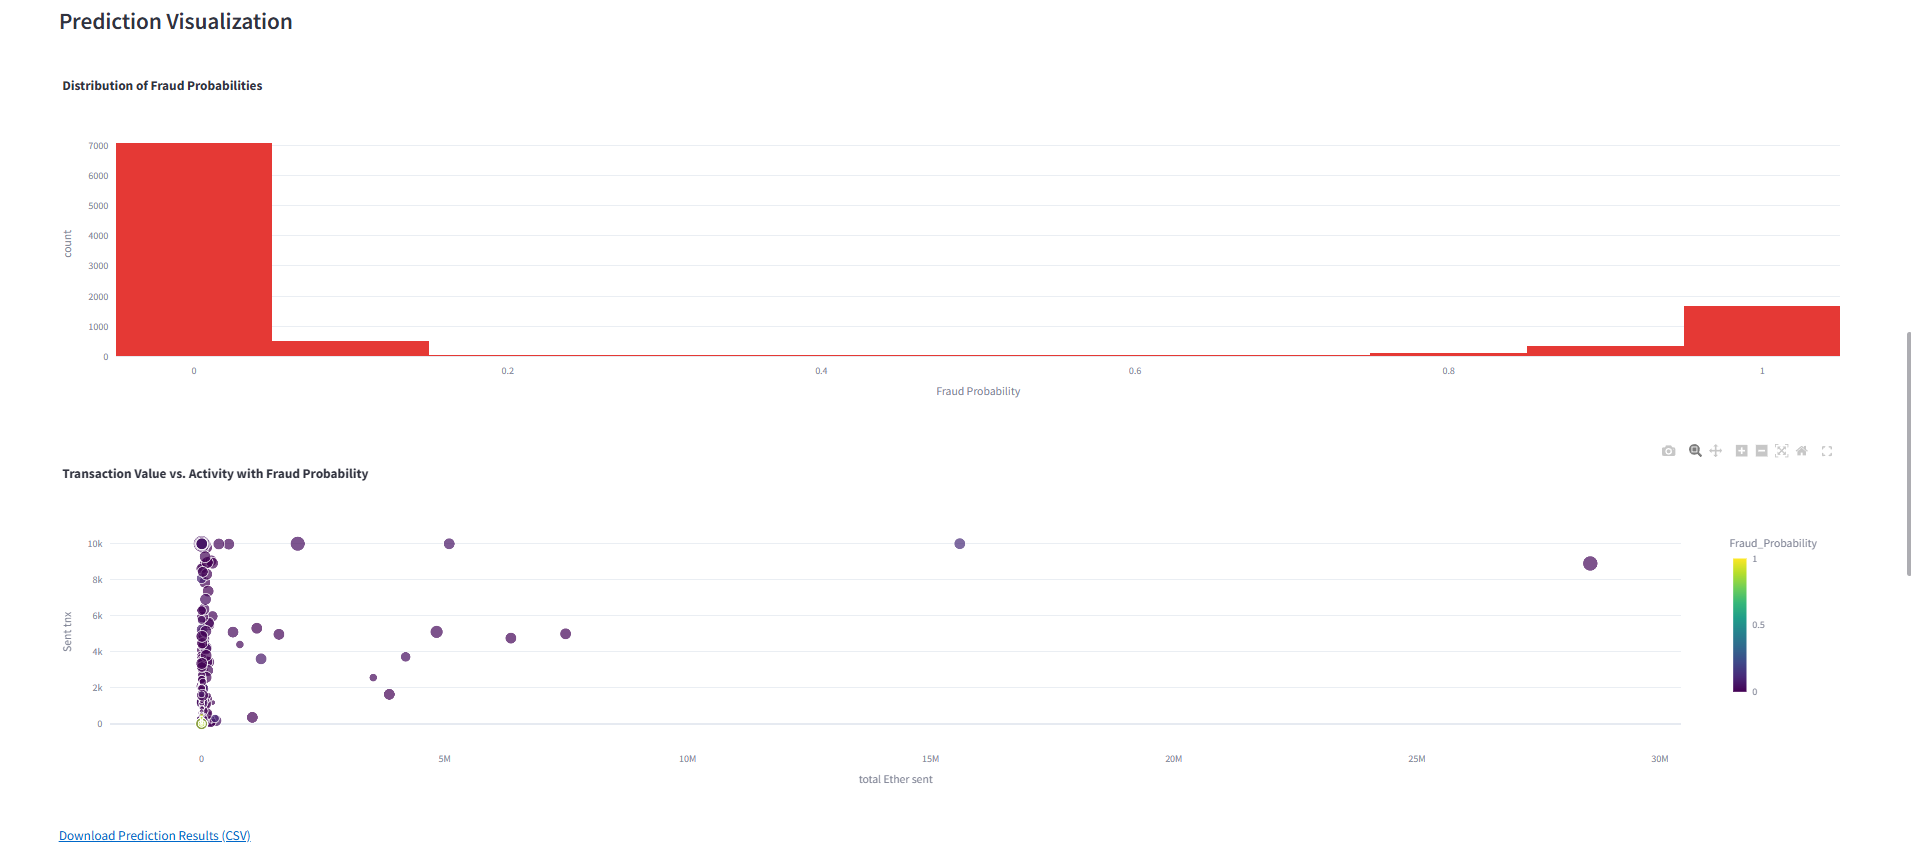 Prediction Visualization
Distribution of Fraud Probabilities
7000
6000
5000
4000
3000
2000
1000
0
count
0 0.2 0.4 0.6 0.8 1
Fraud Probability
Transaction Value vs. Activity with Fraud Probability
10k
8k
6k
4k
2k
0
Sent tnx
0 5M 10M 15M 20M 25M 30M
total Ether sent
Fraud_Probability
1
0.5
0
Download Prediction Results (CSV)